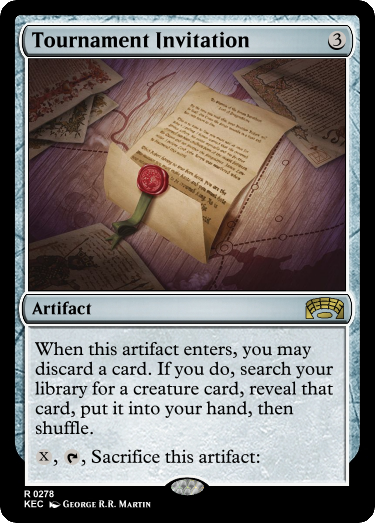 Tournament Invitation 3
Artifact
When this artifact enters, you may
discard a card. If you do, search your
library for a creature card, reveal that
card, put it into your hand, then
shuffle.
X, , Sacrifice this artifact:
R 0278
KEC GEORGE R.R. MARTIN